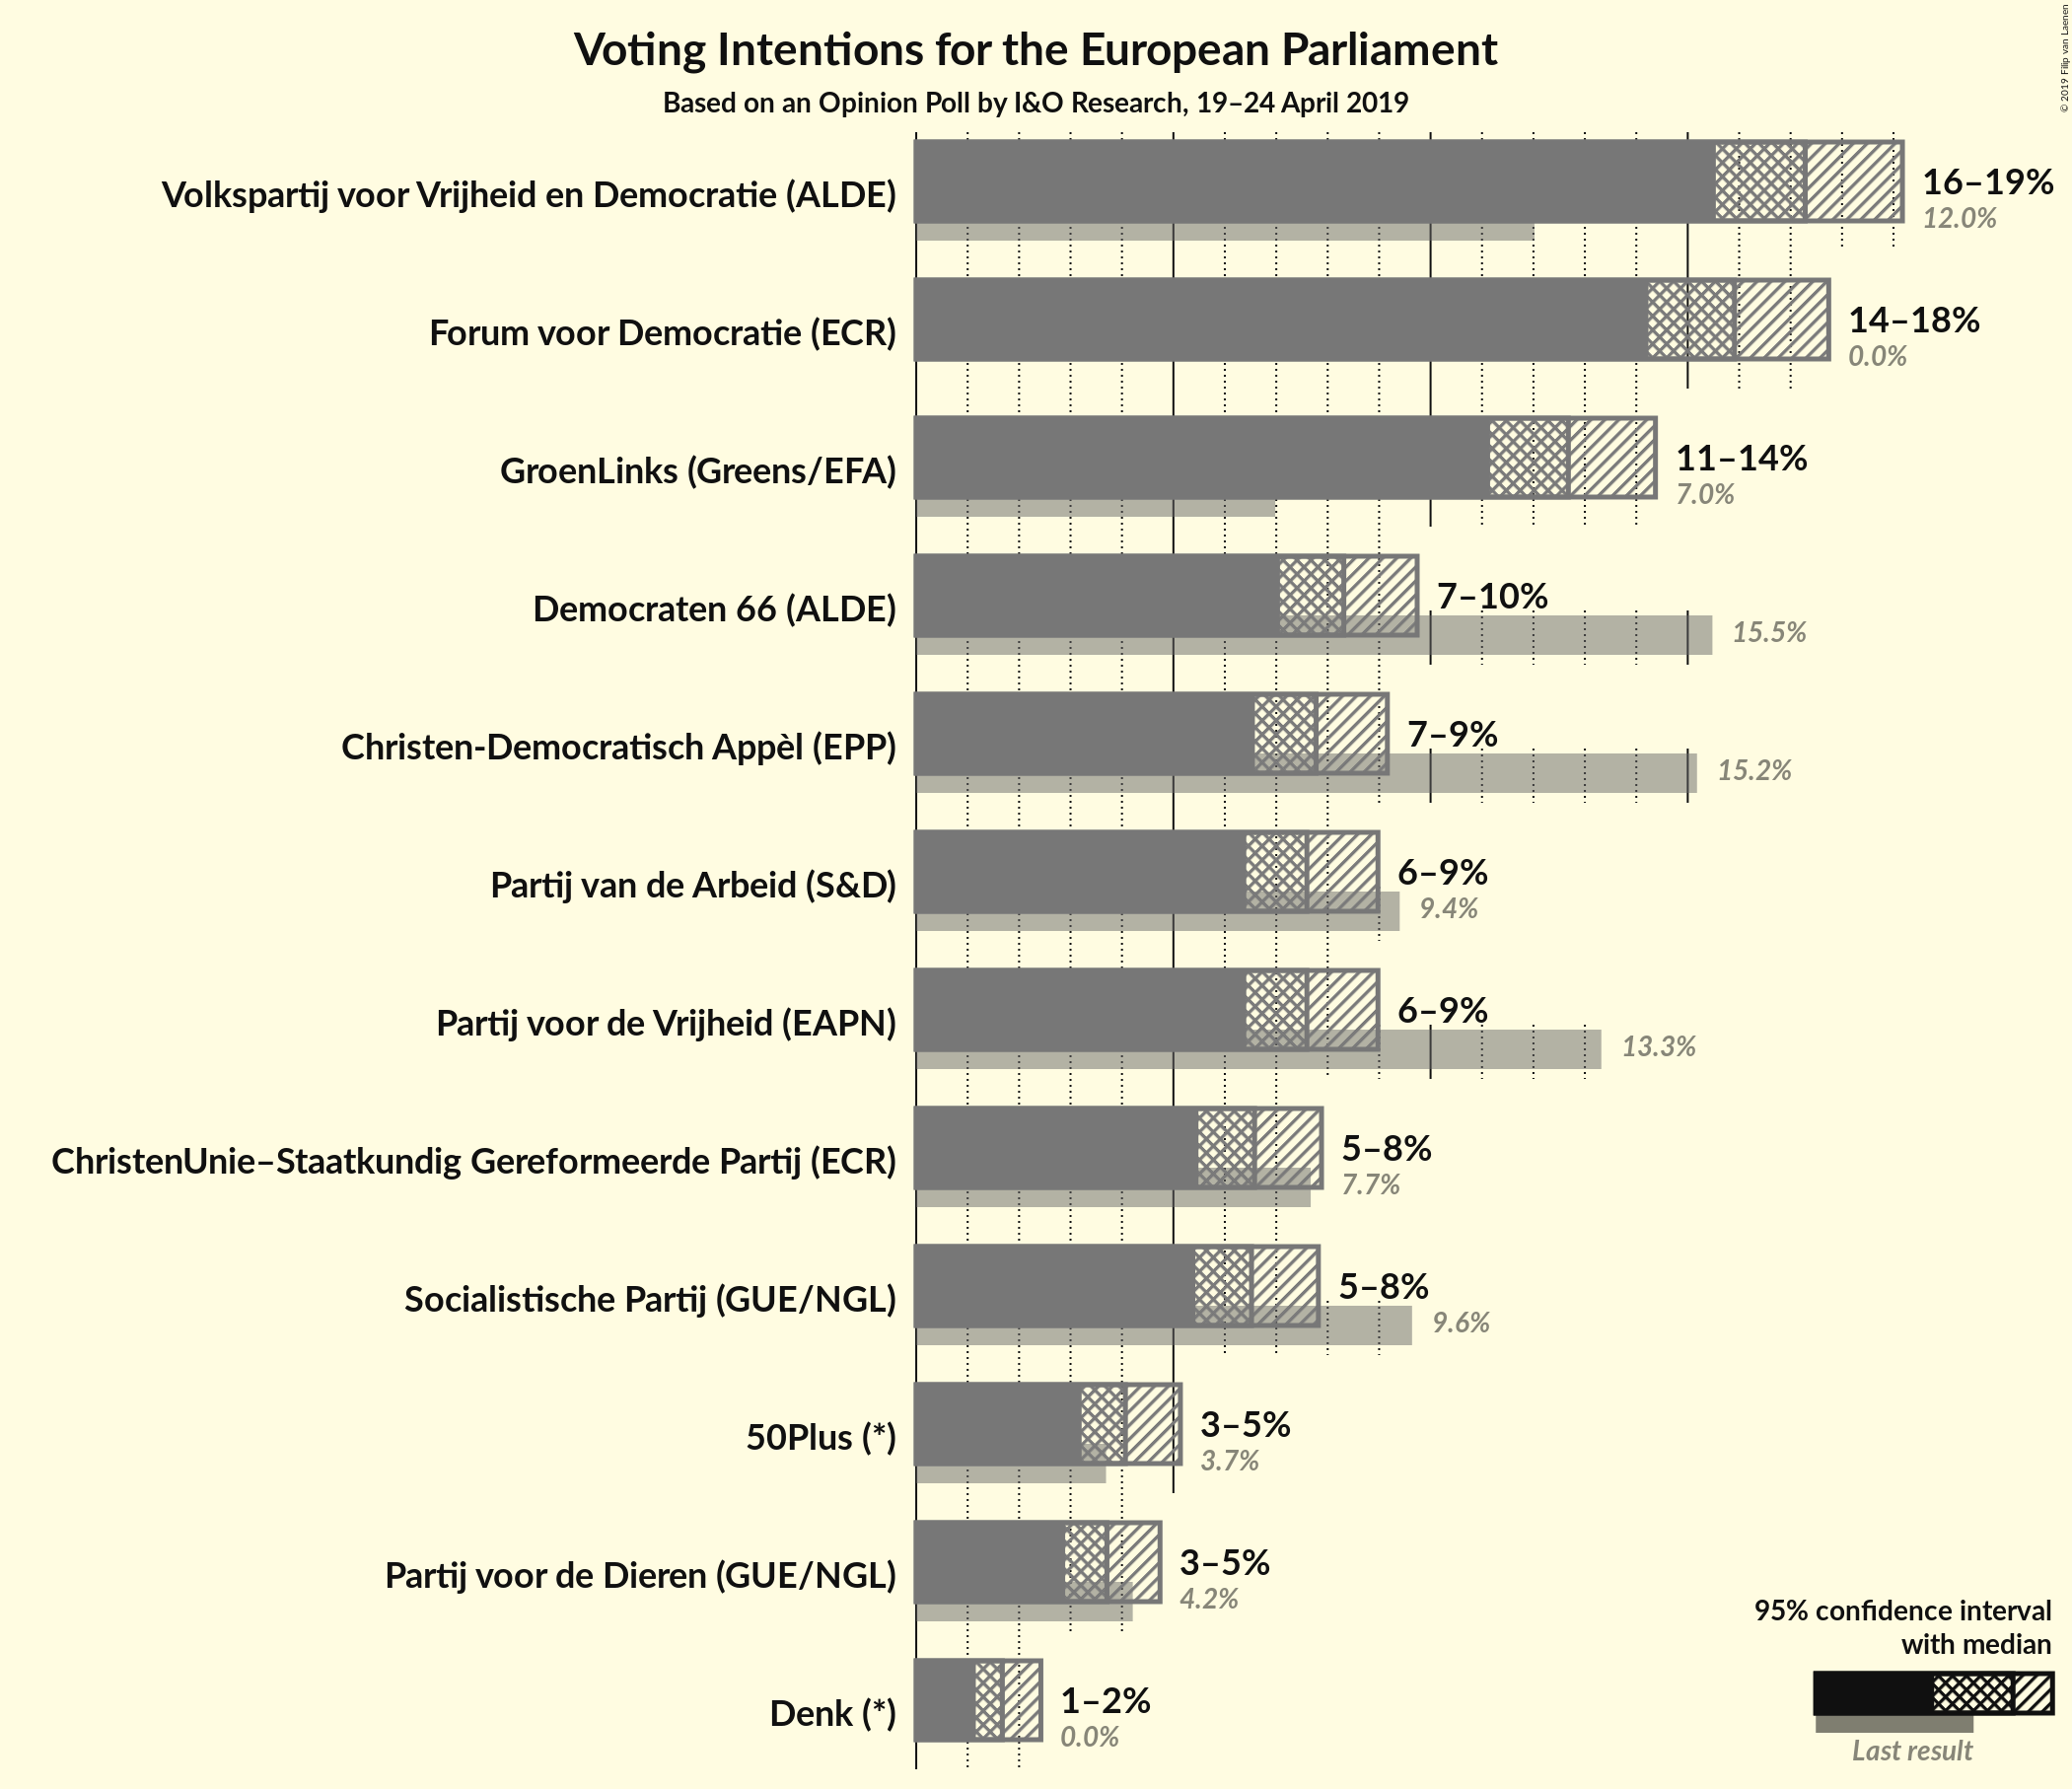 Voting Intentions for the European Parliament
Based on an Opinion Poll by I&O Research, 19–24 April 2019
© 2019 Filip van Laenen
Volkspartij voor Vrijheid en Democratie (ALDE)
16–19%
12.0%
Forum voor Democratie (ECR)
14–18%
0.0%
GroenLinks (Greens/EFA)
11–14%
7.0%
Democraten 66 (ALDE)
7–10%
15.5%
Christen-Democratisch Appèl (EPP)
7–9%
15.2%
Partij van de Arbeid (S&D)
6–9%
9.4%
Partij voor de Vrijheid (EAPN)
6–9%
13.3%
ChristenUnie–Staatkundig Gereformeerde Partij (ECR)
5–8%
7.7%
Socialistische Partij (GUE/NGL)
5–8%
9.6%
50Plus (*)
3–5%
3.7%
Partij voor de Dieren (GUE/NGL)
3–5%
4.2%
Denk (*)
1–2%
0.0%
95% confidence interval
with median
Last result